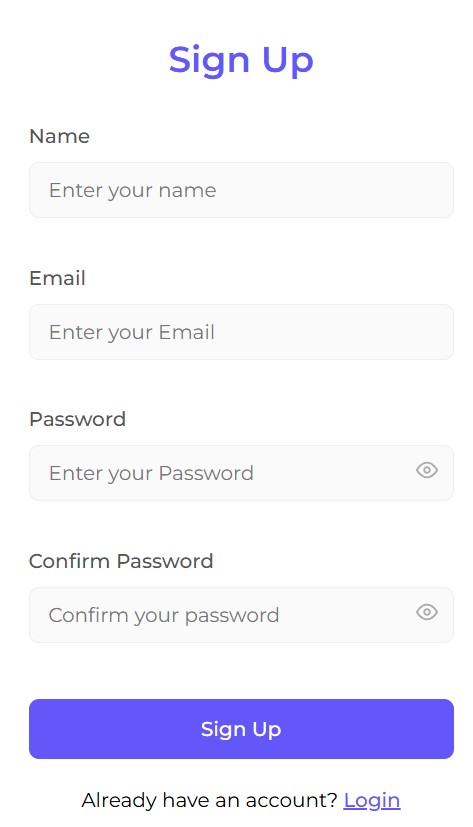 Sign Up
Name
Enter your name
Email
Enter your Email
Password
Enter your Password
Confirm Password
Confirm your password
Sign Up
Already have an account? Login